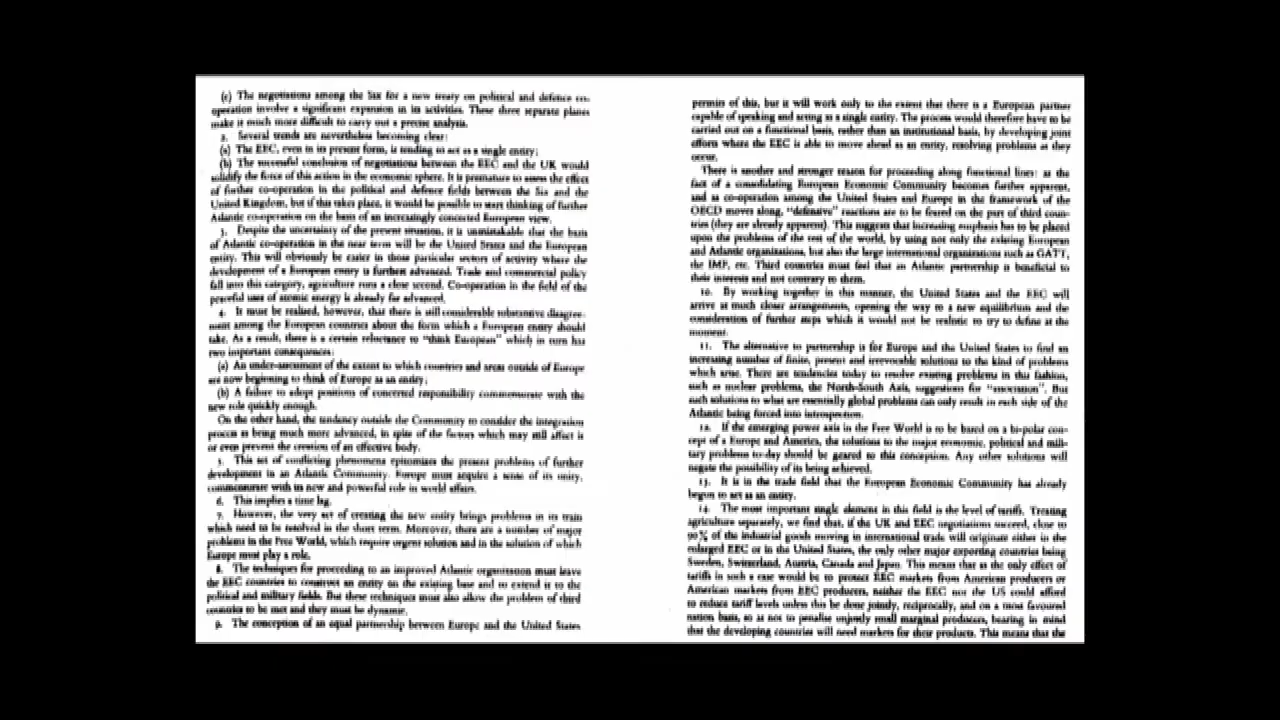 (c) The negotiations among the Six for a new treaty on political and defence co-
operation involve a significant expansion in its activities. These three separate planes
make it much more difficult to carry out a precise analysis.
2. Several trends are nevertheless becoming clear:
(a) The EEC, even in its present form, is tending to act as a single entity;
(b) The successful conclusion of negotiations between the EEC and the UK would
solidify the force of this action in the economic sphere. It is premature to assess the effect
of further co-operation in the political and defence fields between the Six and the
United Kingdom, but if this takes place, it would be possible to start thinking of further
Atlantic co-operation on the basis of an increasingly concerted European view.
3. Despite the uncertainty of the present situation, it is unmistakable that the basis
of Atlantic co-operation in the near term will be the United States and the European
entity. This will obviously be easier in those particular sectors of activity where the
development of a European entity is furthest advanced. Trade and commercial policy
fall into this category, agriculture runs a close second. Co-operation in the field of the
peaceful uses of atomic energy is already far advanced.
4. It must be realized, however, that there is still considerable substantive disagree-
ment among the European countries about the form which a European entity should
take. As a result, there is a certain reluctance to "think European" which in turn has
two important consequences:
(a) An under-assessment of the extent to which countries and areas outside of Europe
are now beginning to think of Europe as an entity;
(b) A failure to adopt positions of concerted responsibility commensurate with the
new role quickly enough.
On the other hand, the tendency outside the Community to consider the integration
process as being much more advanced, in spite of the factors which may still affect it
or even prevent the creation of an effective body.
5. This set of conflicting phenomena epitomizes the present problems of further
development in an Atlantic Community. Europe must acquire a sense of its unity,
commensurate with its new and powerful role in world affairs.
6. This implies a time lag.
7. However, the very act of creating the new entity brings problems in its train
which need to be resolved in the short term. Moreover, there are a number of major
problems in the Free World, which require urgent solution and in the solution of which
Europe must play a role.
8. The techniques for proceeding to an improved Atlantic organization must leave
the EEC countries to construct an entity on the existing base and to extend it to the
political and military fields. But these techniques must also allow the problem of third
countries to be met and they must be dynamic.
9. The conception of an equal partnership between Europe and the United States
permits of this, but it will work only to the extent that there is a European partner
capable of speaking and acting as a single entity. The process would therefore have to be
carried out on a functional basis, rather than an institutional basis, by developing joint
efforts where the EEC is able to move ahead as an entity, resolving problems as they
occur.
There is another and stronger reason for proceeding along functional lines: as the
fact of a consolidating European Economic Community becomes further apparent,
and as co-operation among the United States and Europe in the framework of the
OECD moves along, "defensive" reactions are to be feared on the part of third coun-
tries (they are already apparent). This suggests that increasing emphasis has to be placed
upon the problems of the rest of the world, by using not only the existing European
and Atlantic organizations, but also the large international organizations such as GATT,
the IMF, etc. Third countries must feel that an Atlantic partnership is beneficial to
their interests and not contrary to them.
10. By working together in this manner, the United States and the EEC will
arrive at much closer arrangements, opening the way to a new equilibrium and the
consideration of further steps which it would not be realistic to try to define at the
moment.
11. The alternative to partnership is for Europe and the United States to find an
increasing number of finite, present and irrevocable solutions to the kind of problems
which arise. There are tendencies today to resolve existing problems in this fashion,
such as nuclear problems, the North-South Axis, suggestions for "association". But
such solutions to what are essentially global problems can only result in each side of the
Atlantic being forced into introspection.
12. If the emerging power axis in the Free World is to be based on a bi-polar con-
cept of a Europe and America, the solutions to the major economic, political and mili-
tary problems to-day should be geared to this conception. Any other solutions will
negate the possibility of its being achieved.
13. It is in the trade field that the European Economic Community has already
begun to act as an entity.
14. The most important single element in this field is the level of tariffs. Treating
agriculture separately, we find that, if the UK and EEC negotiations succeed, close to
90% of the industrial goods moving in international trade will originate either in the
enlarged EEC or in the United States, the only other major exporting countries being
Sweden, Switzerland, Austria, Canada and Japan. This means that as the only effect of
tariffs in such a case would be to protect EEC markets from American producers or
American markets from EEC producers, neither the EEC not the US could afford
to reduce tariff levels unless this be done jointly, reciprocally, and on a most favoured
nation basis, so as not to penalise unjustly small marginal producers, bearing in mind
that the developing countries will need markets for their products. This means that the